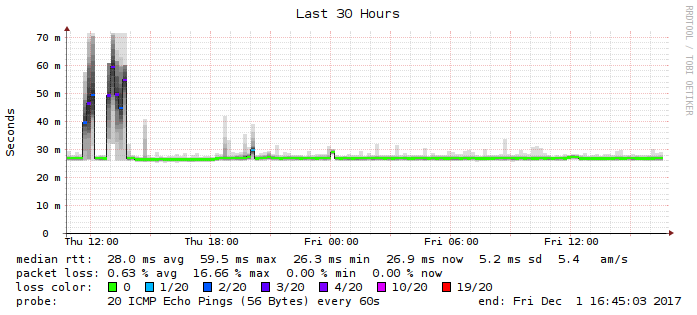 Last 30 Hours
RRDTOOL / TOBI OETIKER
Seconds
70 m
60 m
50 m
40 m
30 m
20 m
10 m
0
Thu 12:00 Thu 18:00 Fri 00:00 Fri 06:00 Fri 12:00
median rtt: 28.0 ms avg 59.5 ms max 26.3 ms min 26.9 ms now 5.2 ms sd 5.4 am/s
packet loss: 0.63 % avg 16.66 % max 0.00 % min 0.00 % now
loss color: 0 1/20 2/20 3/20 4/20 10/20 19/20
probe: 20 ICMP Echo Pings (56 Bytes) every 60s end: Fri Dec 1 16:45:03 2017